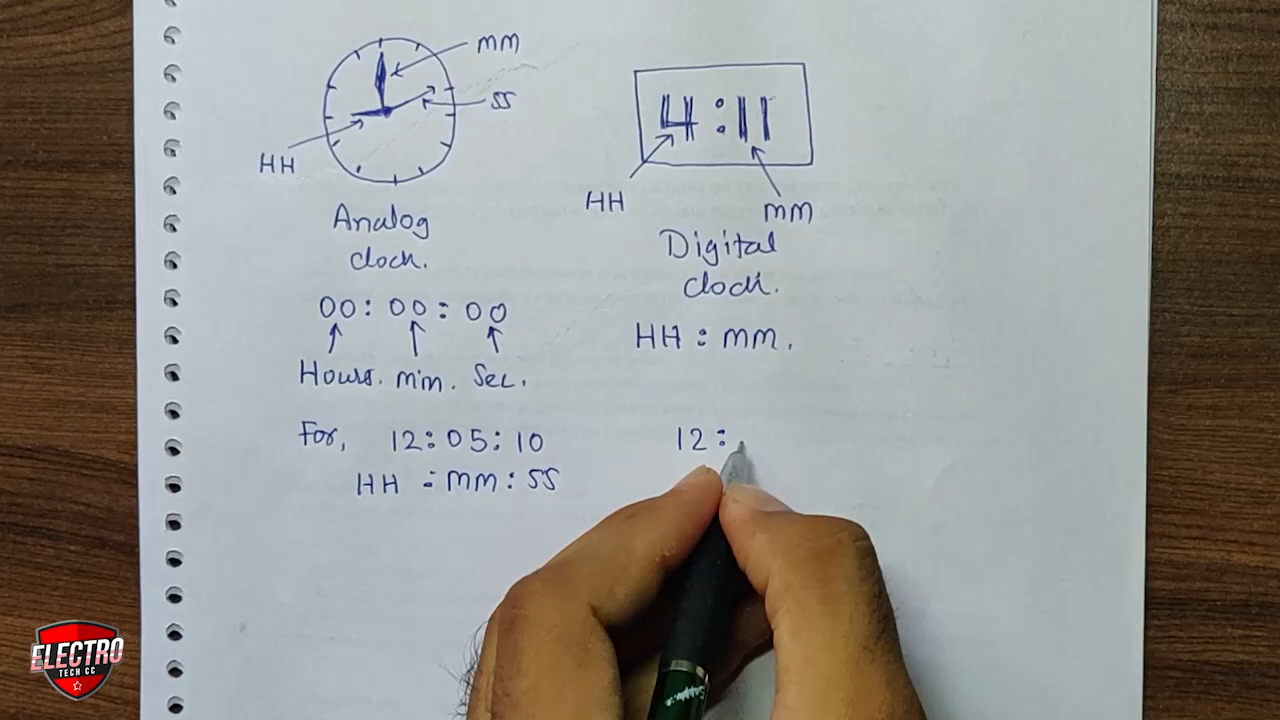 MM
SS
HH
Analog
clock.
00:00:00
Hours. min. Sec.
For, 12:05:10
HH : MM : SS
4:11
HH
MM
Digital
clock.
HH : MM.
12:
ELECTRO
TECH CC